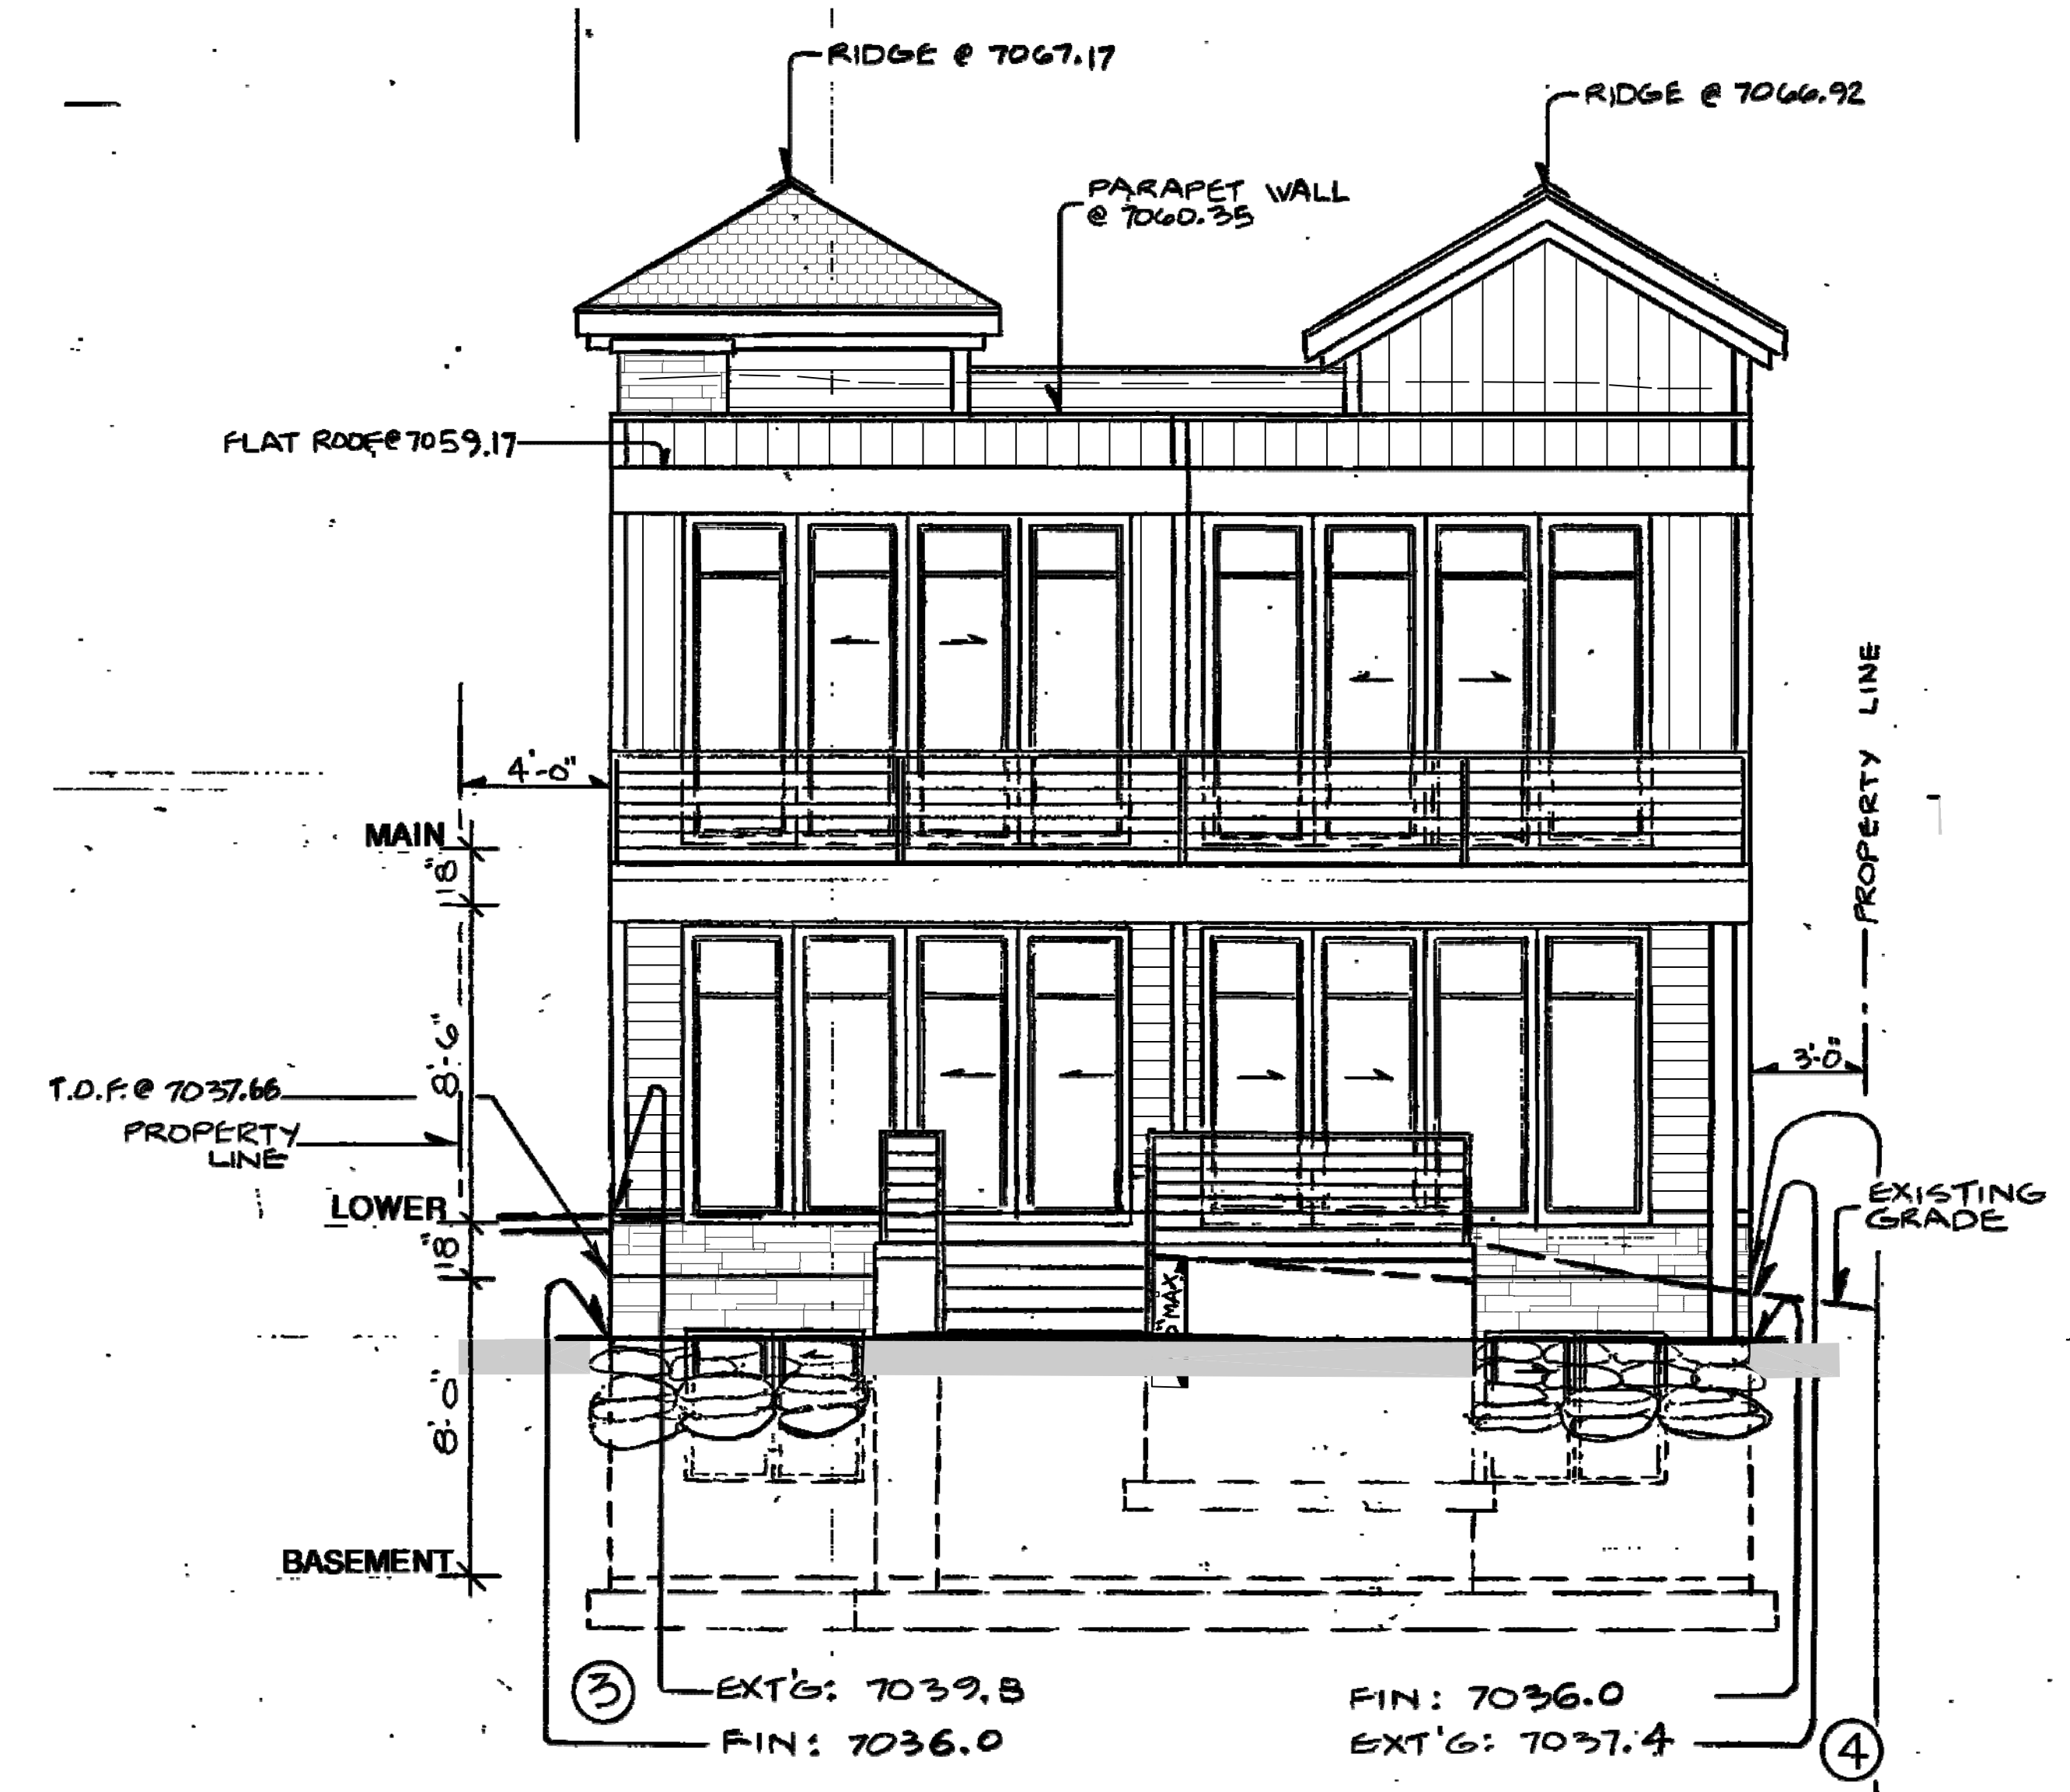 RIDGE @ 7067.17
RIDGE @ 7066.92
PARAPET WALL
@ 7060.35
FLAT ROOF@7059.17
PROPERTY LINE
4'-0"
MAIN
18"
8'-6"
3'-0"
T.O.F.@ 7037.66
PROPERTY
LINE
LOWER
EXISTING
GRADE
18"
MAX
8'-0"
BASEMENT
3
EXT'G: 7039.8
FIN: 7036.0
FIN: 7036.0
EXT'G: 7037.4
4